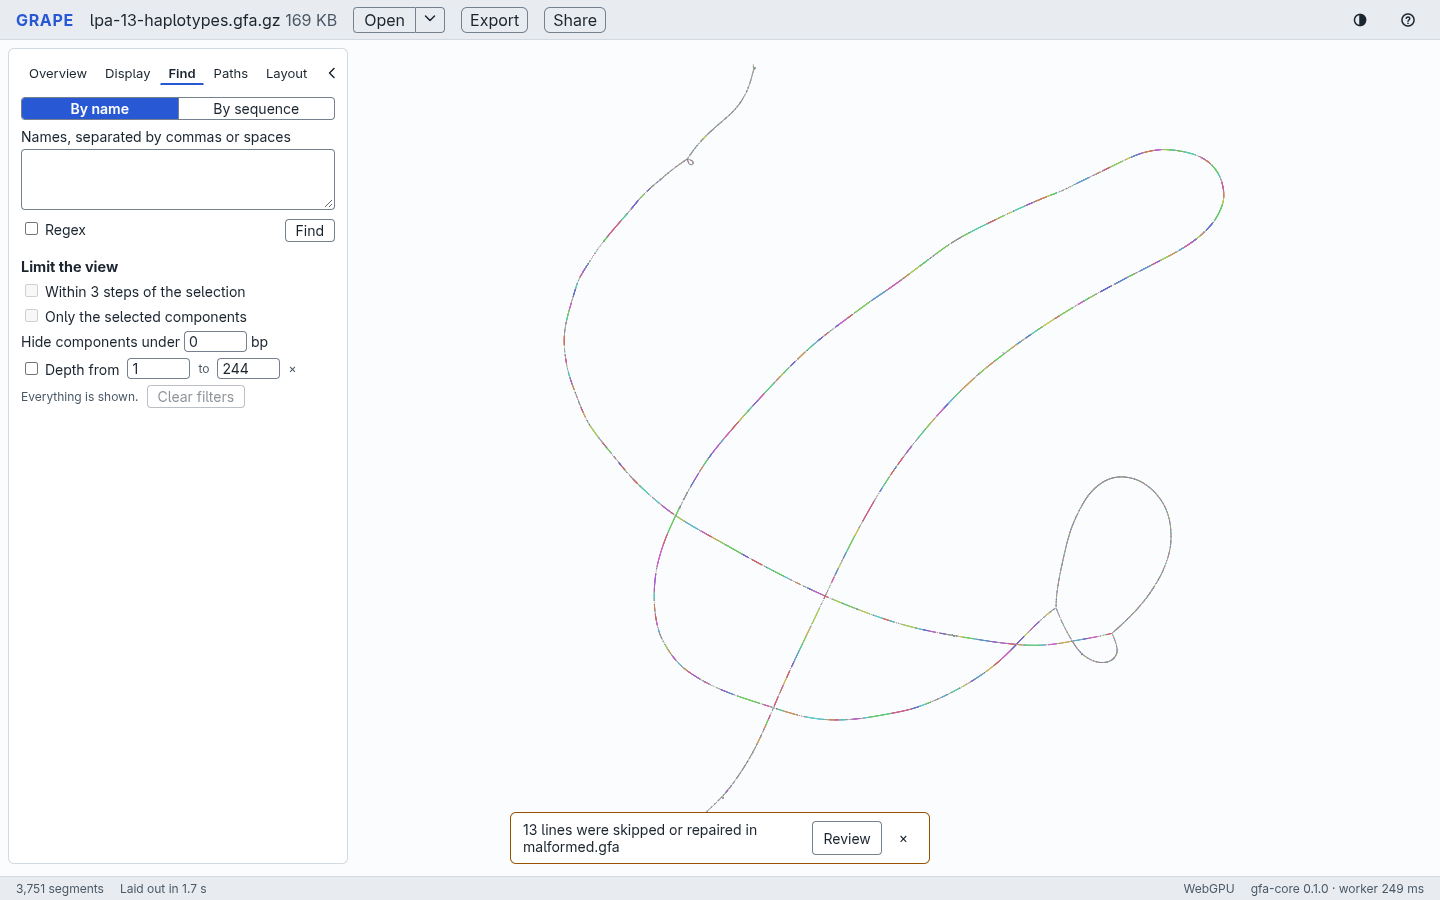 GRAPE lpa-13-haplotypes.gfa.gz 169 KB Open Export Share
Overview Display Find Paths Layout
By name By sequence
Names, separated by commas or spaces
Regex Find
Limit the view
Within 3 steps of the selection
Only the selected components
Hide components under 0 bp
Depth from 1 to 244 ×
Everything is shown. Clear filters
13 lines were skipped or repaired in
malformed.gfa
Review ×
3,751 segments Laid out in 1.7 s WebGPU gfa-core 0.1.0 · worker 249 ms